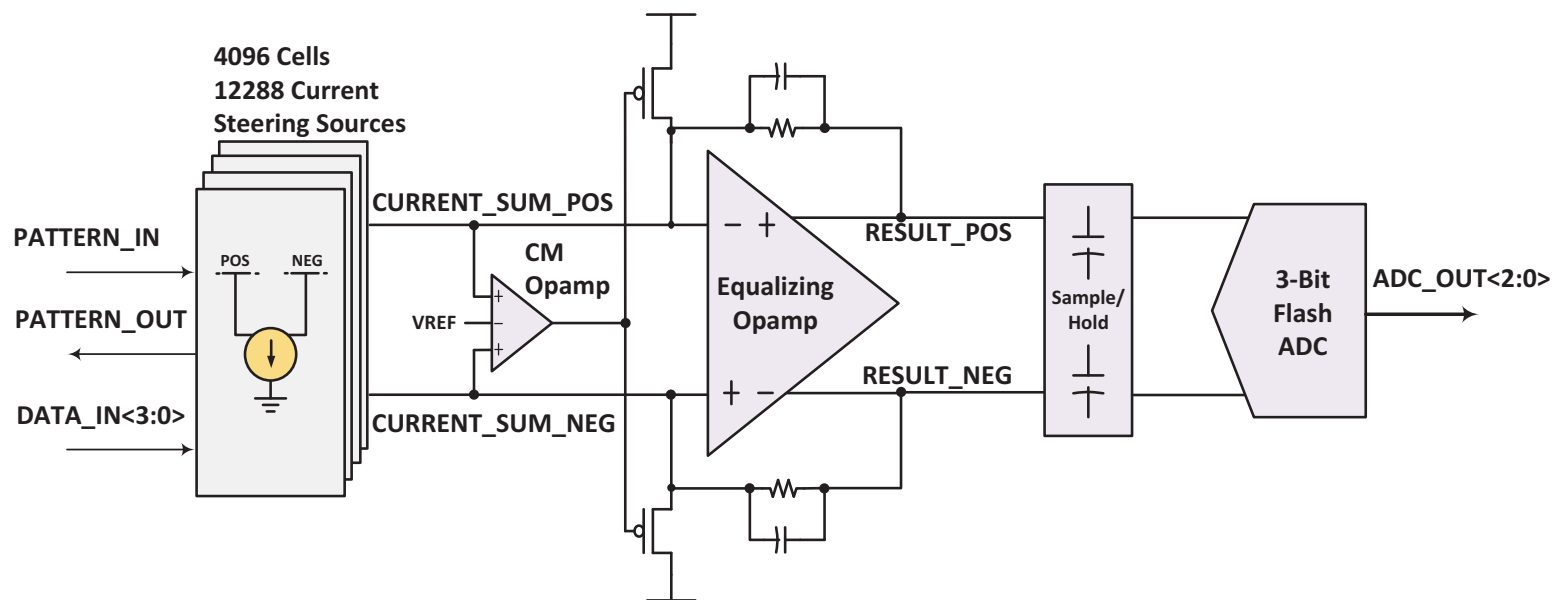 4096 Cells
12288 Current
Steering Sources
PATTERN_IN
PATTERN_OUT
DATA_IN<3:0>
POS
NEG
CURRENT_SUM_POS
CURRENT_SUM_NEG
CM
Opamp
VREF
+
−
+
− +
Equalizing
Opamp
+ −
RESULT_POS
RESULT_NEG
Sample/
Hold
3-Bit
Flash
ADC
ADC_OUT<2:0>